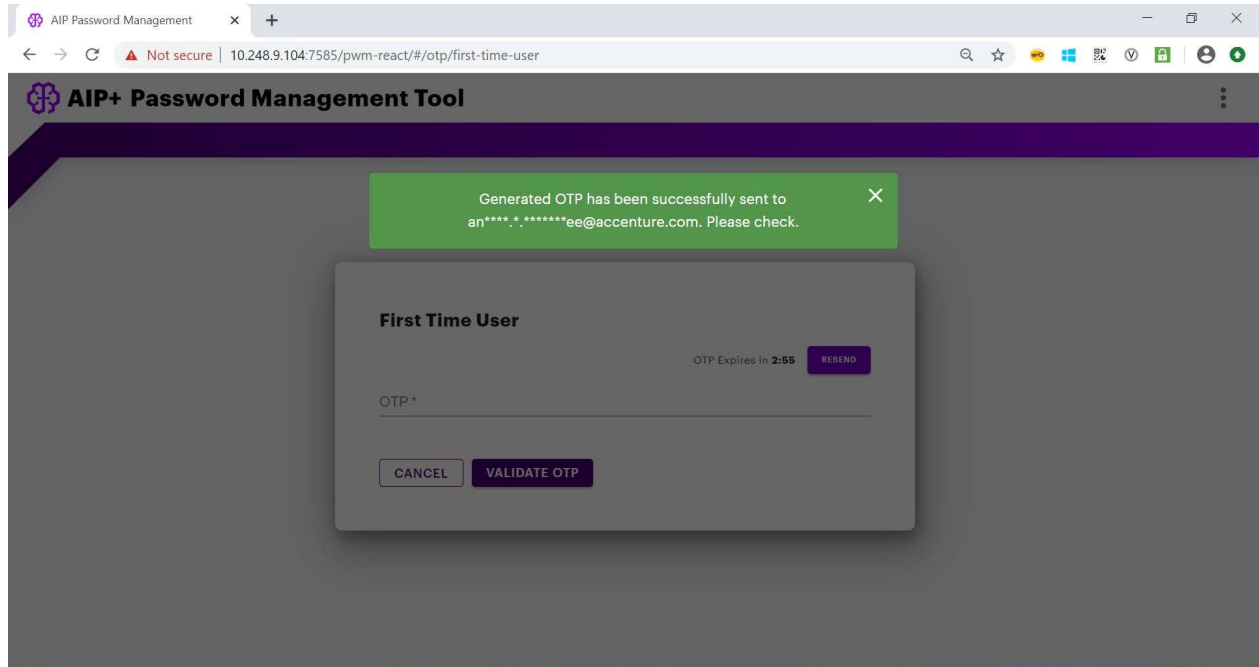 AIP Password Management
Not secure | 10.248.9.104:7585/pwm-react/#/otp/first-time-user
AIP+ Password Management Tool
Generated OTP has been successfully sent to
an****.*.*******ee@accenture.com. Please check.
First Time User
OTP Expires in 2:55 RESEND
OTP *
CANCEL VALIDATE OTP